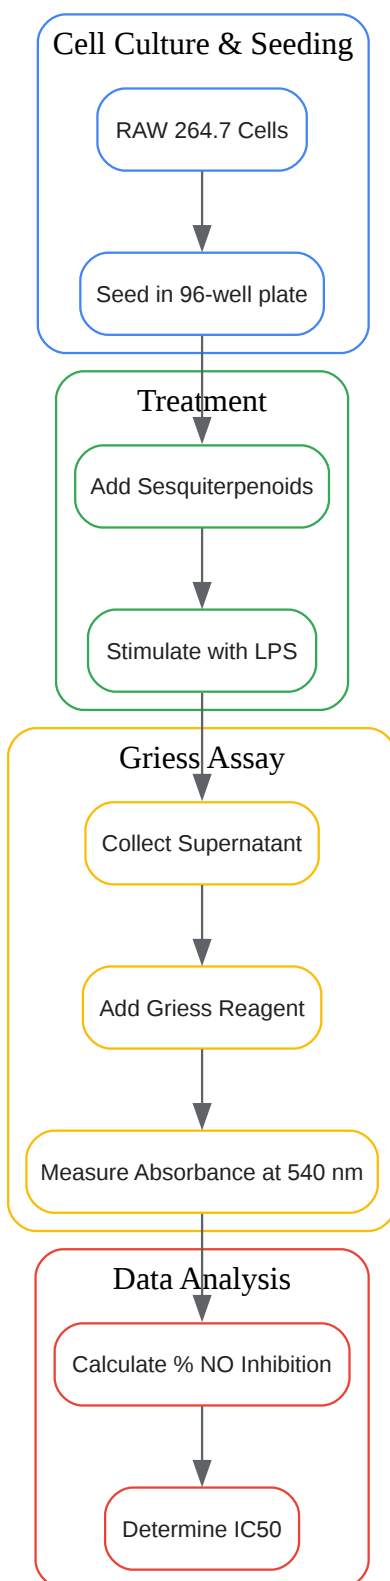 Cell Culture & Seeding
RAW 264.7 Cells
Seed in 96-well plate
Treatment
Add Sesquiterpenoids
Stimulate with LPS
Griess Assay
Collect Supernatant
Add Griess Reagent
Measure Absorbance at 540 nm
Data Analysis
Calculate % NO Inhibition
Determine IC50